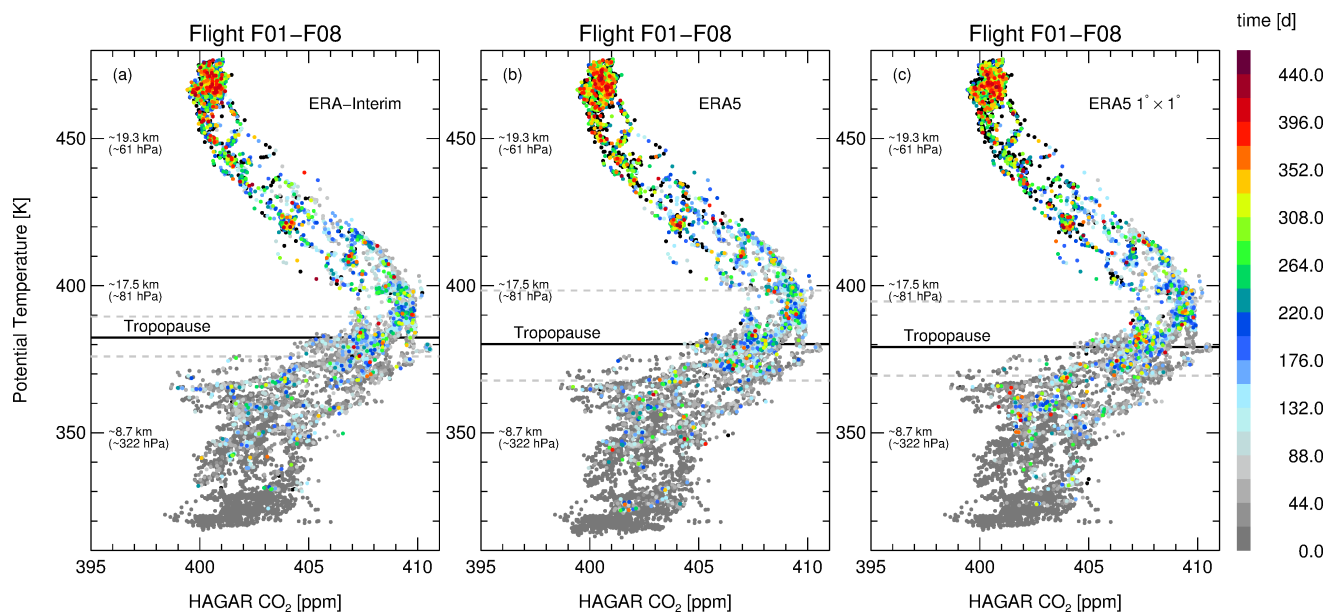 Flight F01−F08
Flight F01−F08
Flight F01−F08
time [d]
(a)
ERA−Interim
(b)
ERA5
(c)
ERA5 1° × 1°
~19.3 km
(~61 hPa)
~17.5 km
(~81 hPa)
Tropopause
~8.7 km
(~322 hPa)
~19.3 km
(~61 hPa)
~17.5 km
(~81 hPa)
Tropopause
~8.7 km
(~322 hPa)
~19.3 km
(~61 hPa)
~17.5 km
(~81 hPa)
Tropopause
~8.7 km
(~322 hPa)
Potential Temperature [K]
450
400
350
450
400
350
450
400
350
395 400 405 410
395 400 405 410
395 400 405 410
HAGAR CO₂ [ppm]
HAGAR CO₂ [ppm]
HAGAR CO₂ [ppm]
440.0
396.0
352.0
308.0
264.0
220.0
176.0
132.0
88.0
44.0
0.0